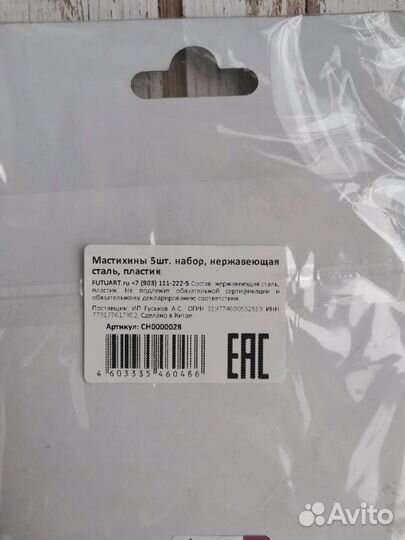 Мастихины 5шт. набор, нержавеющая
сталь, пластик
FUTUART.ru +7 (903) 111-222-5 Состав: нержавеющая сталь,
пластик. Не подлежит обязательной сертификации и
обязательному декларированию соответствия.
Поставщик: ИП Гуськов А.С., ОГРН 319774600552519 ИНН
773177617952. Сделано в Китае.
Артикул: CH0000028
4 603335 460486
EAC
Avito